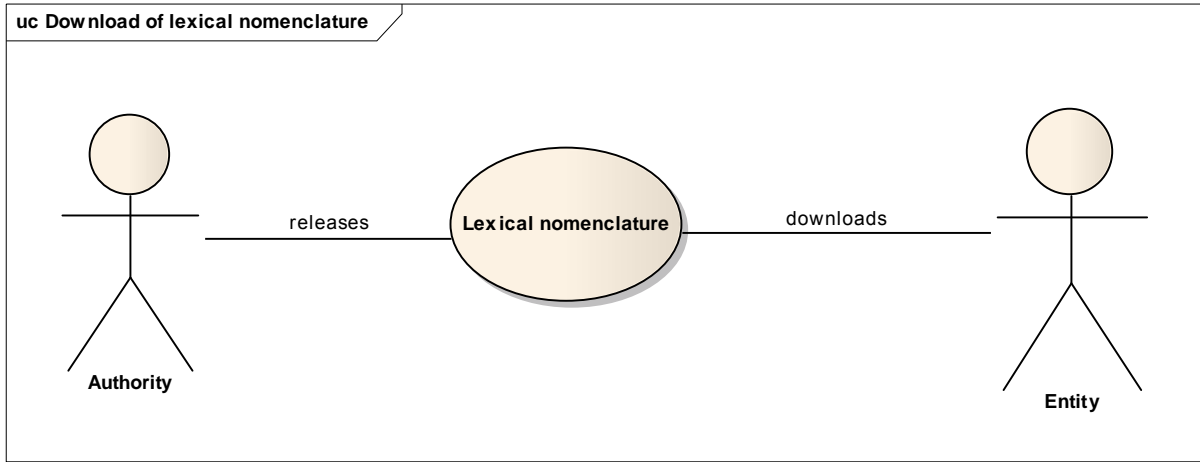 uc Download of lexical nomenclature
releases
Lexical nomenclature
downloads
Authority
Entity